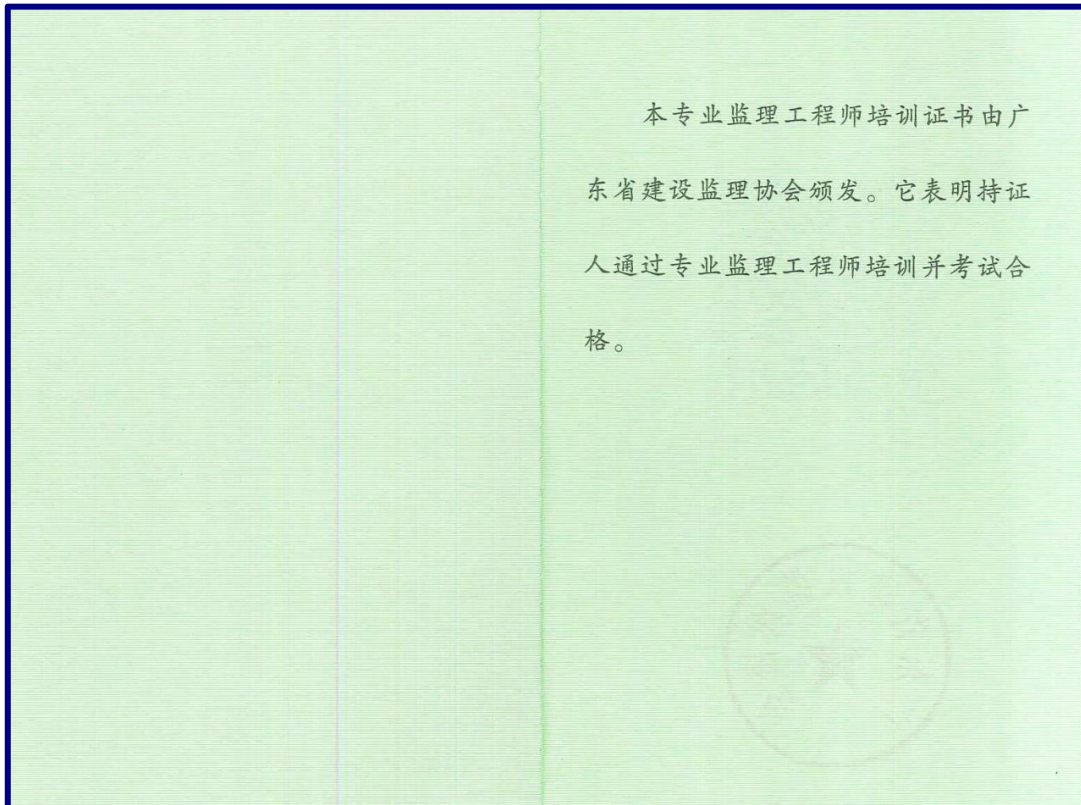 本专业监理工程师培训证书由广
东省建设监理协会颁发。它表明持证
人通过专业监理工程师培训并考试合
格。